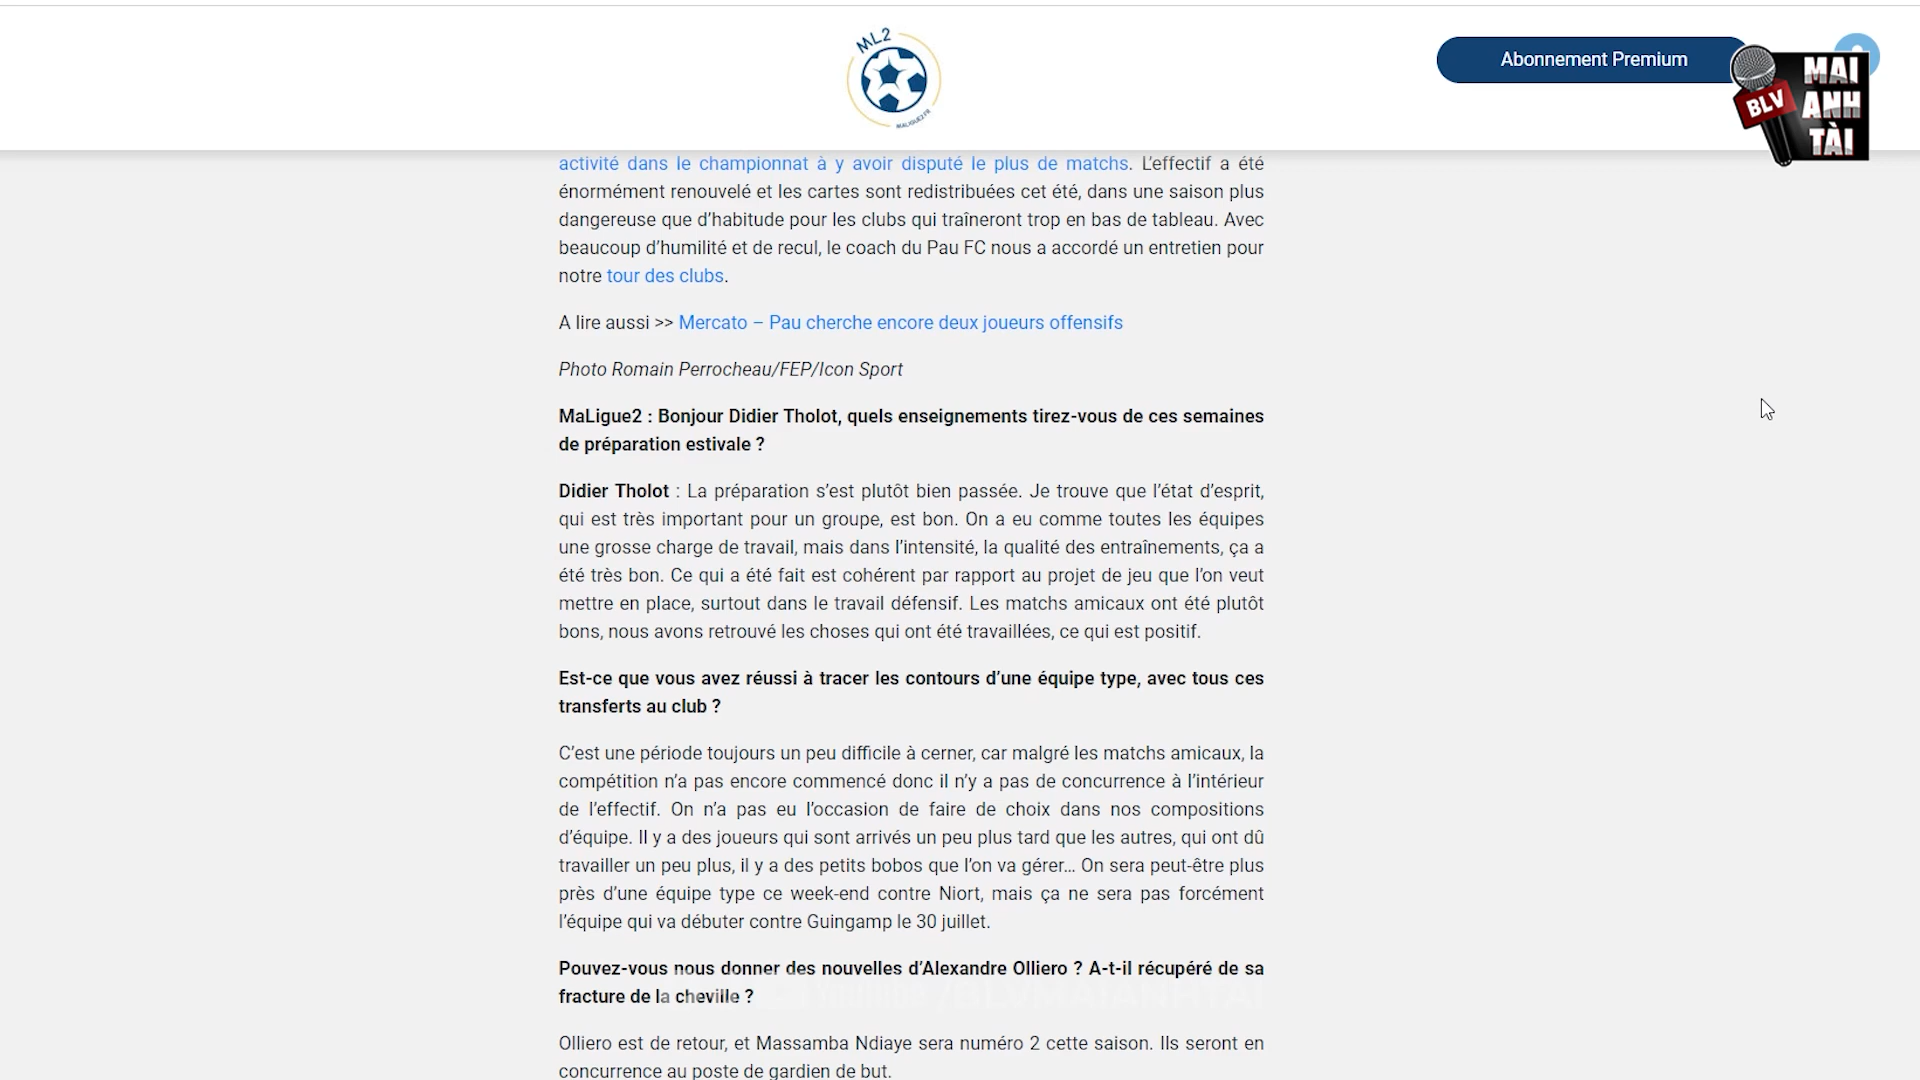 ML2
MALIGUE2.FR
Abonnement Premium
BLV
MAI
ANH
TÀI
activité dans le championnat à y avoir disputé le plus de matchs. L’effectif a été
énormément renouvelé et les cartes sont redistribuées cet été, dans une saison plus
dangereuse que d’habitude pour les clubs qui traîneront trop en bas de tableau. Avec
beaucoup d’humilité et de recul, le coach du Pau FC nous a accordé un entretien pour
notre tour des clubs.
A lire aussi >> Mercato – Pau cherche encore deux joueurs offensifs
Photo Romain Perrocheau/FEP/Icon Sport
MaLigue2 : Bonjour Didier Tholot, quels enseignements tirez-vous de ces semaines
de préparation estivale ?
Didier Tholot : La préparation s’est plutôt bien passée. Je trouve que l’état d’esprit,
qui est très important pour un groupe, est bon. On a eu comme toutes les équipes
une grosse charge de travail, mais dans l’intensité, la qualité des entraînements, ça a
été très bon. Ce qui a été fait est cohérent par rapport au projet de jeu que l’on veut
mettre en place, surtout dans le travail défensif. Les matchs amicaux ont été plutôt
bons, nous avons retrouvé les choses qui ont été travaillées, ce qui est positif.
Est-ce que vous avez réussi à tracer les contours d’une équipe type, avec tous ces
transferts au club ?
C’est une période toujours un peu difficile à cerner, car malgré les matchs amicaux, la
compétition n’a pas encore commencé donc il n’y a pas de concurrence à l’intérieur
de l’effectif. On n’a pas eu l’occasion de faire de choix dans nos compositions
d’équipe. Il y a des joueurs qui sont arrivés un peu plus tard que les autres, qui ont dû
travailler un peu plus, il y a des petits bobos que l’on va gérer… On sera peut-être plus
près d’une équipe type ce week-end contre Niort, mais ça ne sera pas forcément
l’équipe qui va débuter contre Guingamp le 30 juillet.
Pouvez-vous nous donner des nouvelles d’Alexandre Olliero ? A-t-il récupéré de sa
fracture de la cheville ?
Olliero est de retour, et Massamba Ndiaye sera numéro 2 cette saison. Ils seront en
concurrence au poste de gardien de but.